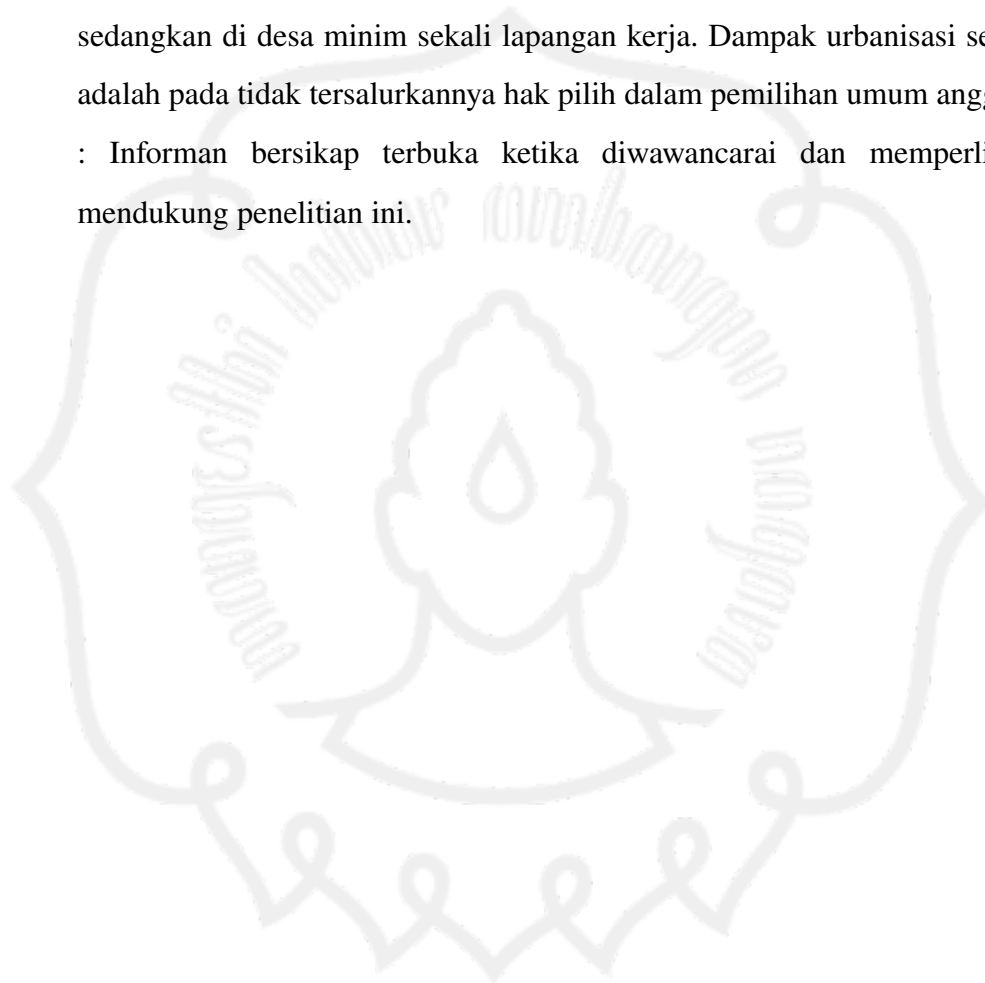 sedangkan di desa minim sekali lapangan kerja. Dampak urbanisasi se
adalah pada tidak tersalurkannya hak pilih dalam pemilihan umum ang
: Informan bersikap terbuka ketika diwawancarai dan memperli
mendukung penelitian ini.